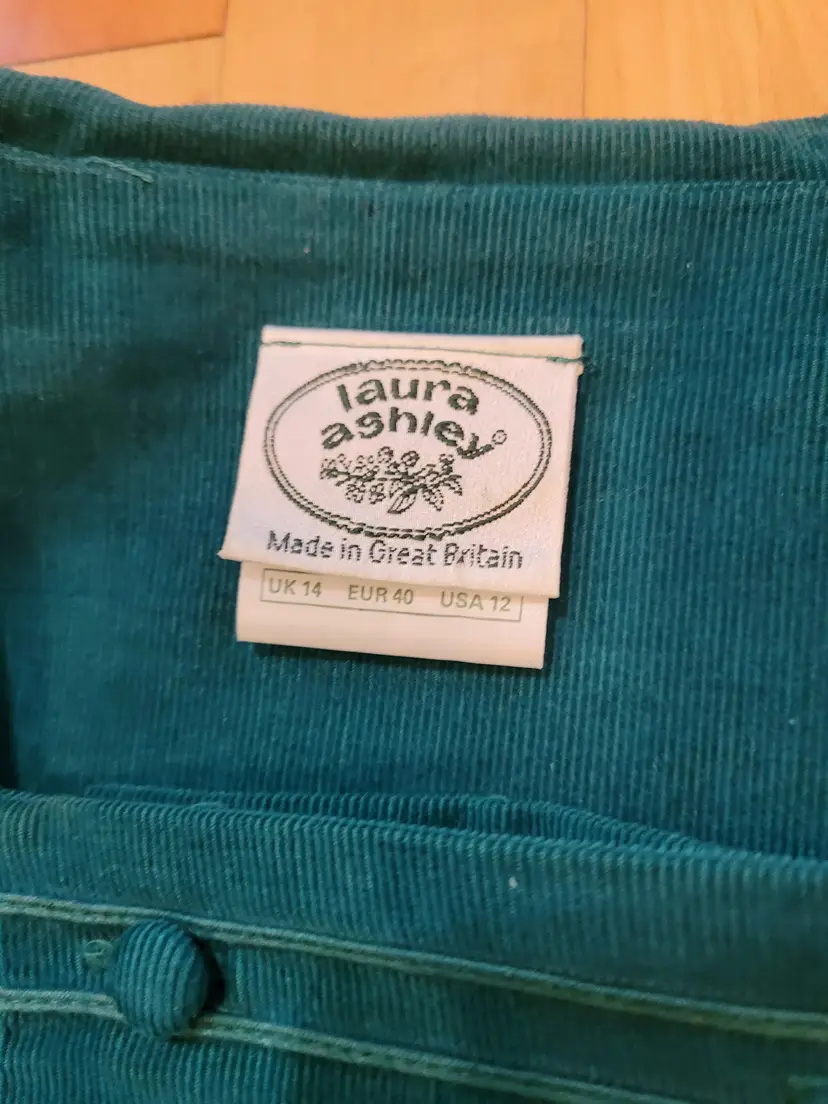 laura
ashley®
Made in Great Britain
UK 14 EUR 40 USA 12